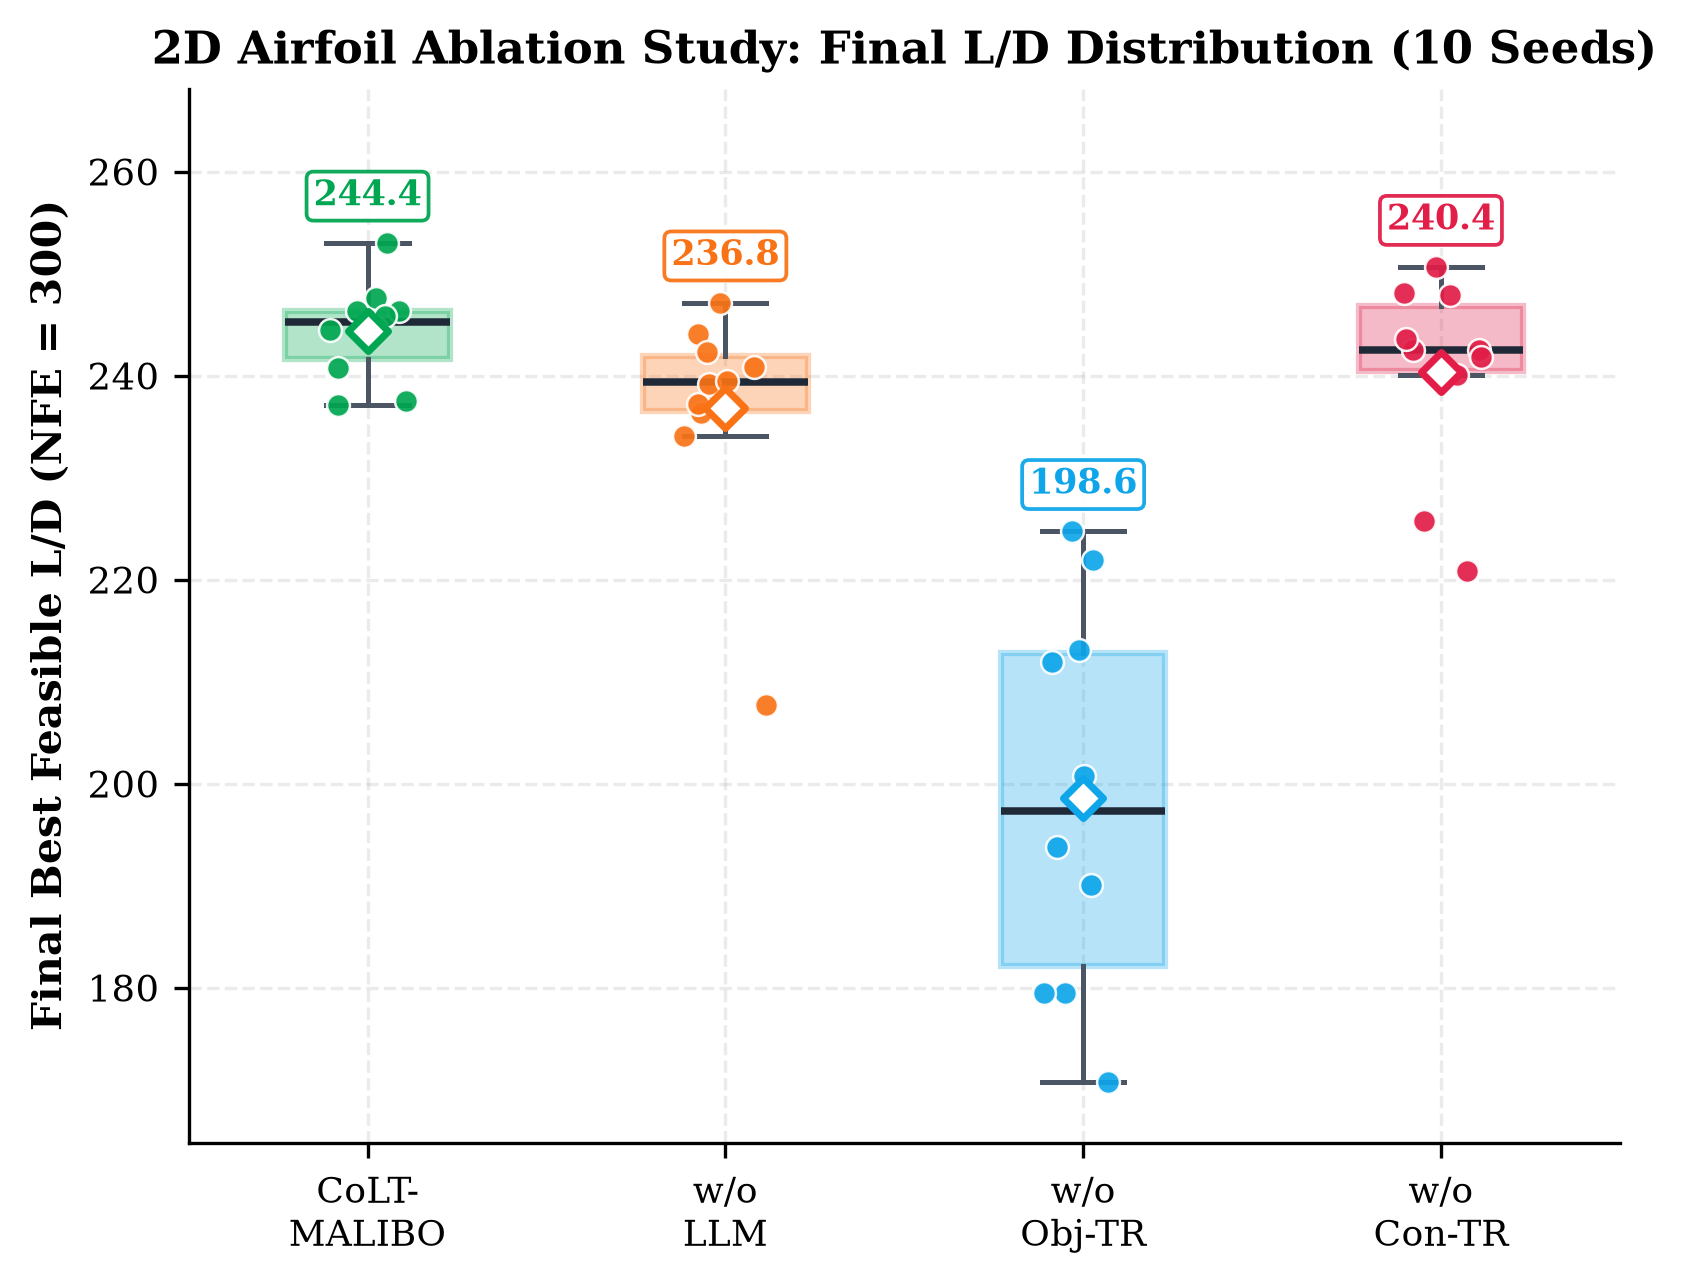 2D Airfoil Ablation Study: Final L/D Distribution (10 Seeds)
Final Best Feasible L/D (NFE = 300)
260
240
220
200
180
244.4
236.8
198.6
240.4
CoLT-
MALIBO
w/o
LLM
w/o
Obj-TR
w/o
Con-TR